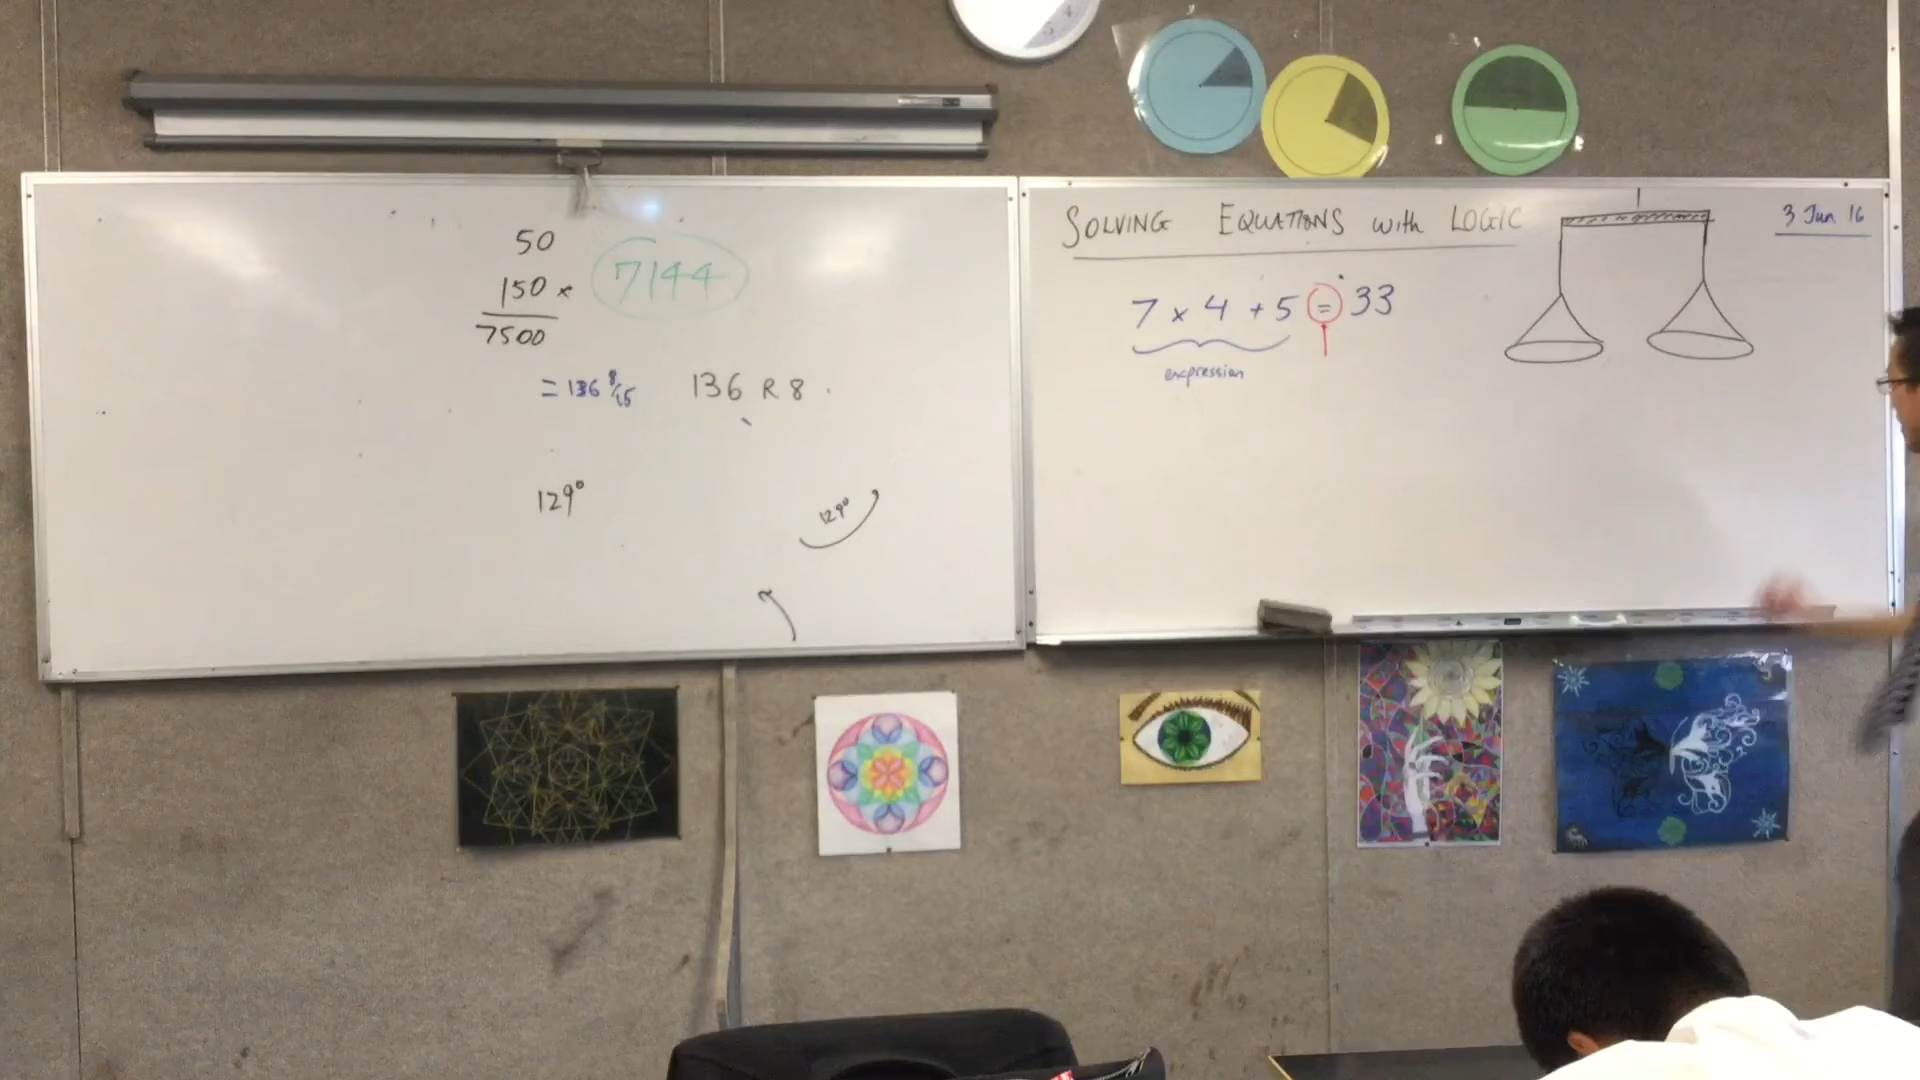 50
150 ×
7500
7144
= 136 8/15
136 R 8
129°
129°
SOLVING EQUATIONS with LOGIC
3 Jun 16
7 × 4 + 5 = 33
expression